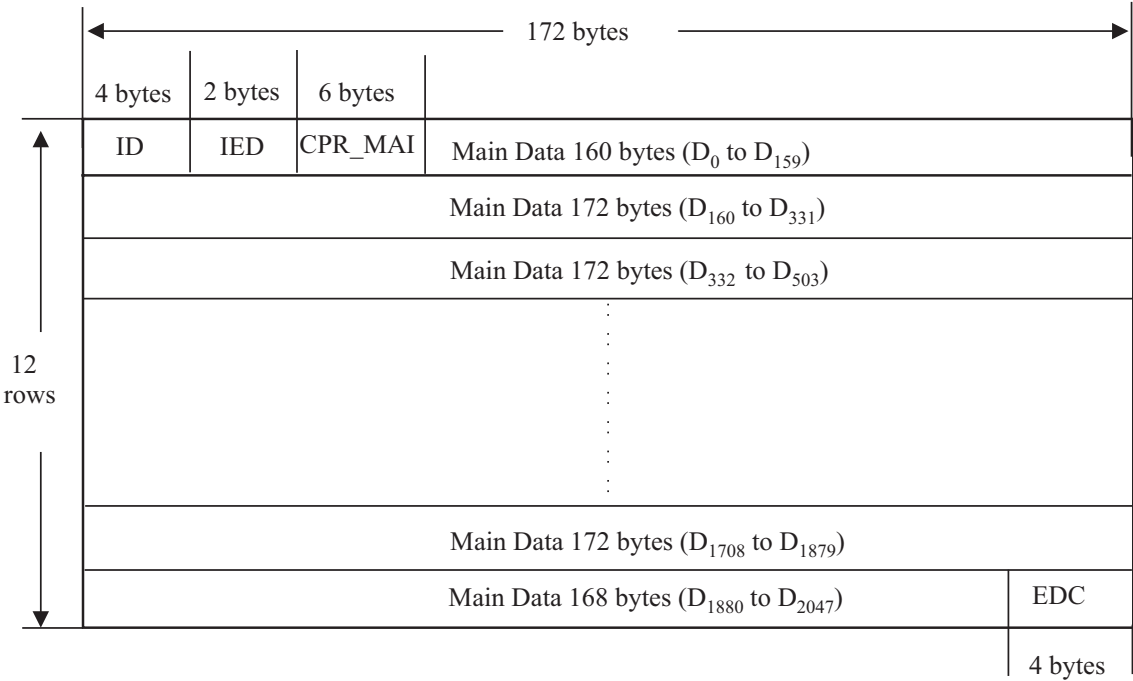 172 bytes
4 bytes 2 bytes 6 bytes
ID IED CPR_MAI Main Data 160 bytes (D0 to D159)
Main Data 172 bytes (D160 to D331)
Main Data 172 bytes (D332 to D503)
12
rows
Main Data 172 bytes (D1708 to D1879)
Main Data 168 bytes (D1880 to D2047) EDC
4 bytes